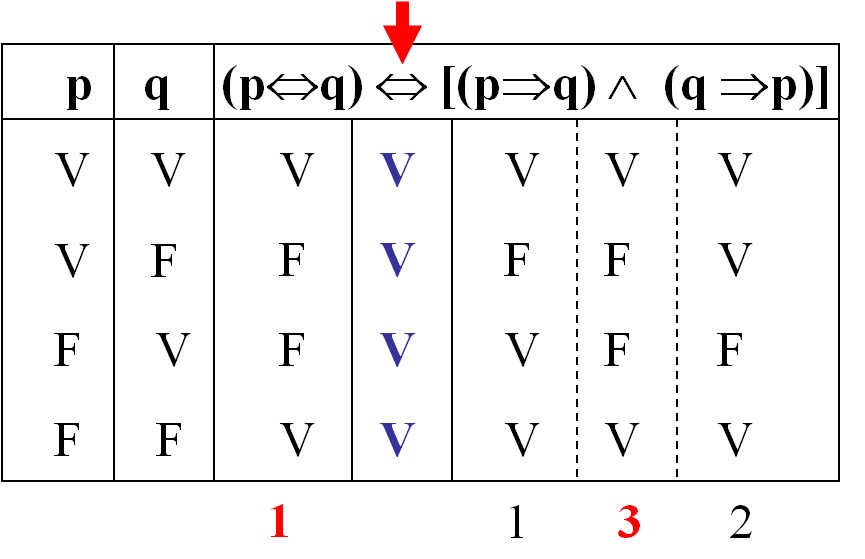 p q (p⇔q) ⇔ [(p⇒q) ∧ (q ⇒p)]
V V V V V V V
V F F V F F V
F V F V V F F
F F V V V V V
1 1 3 2